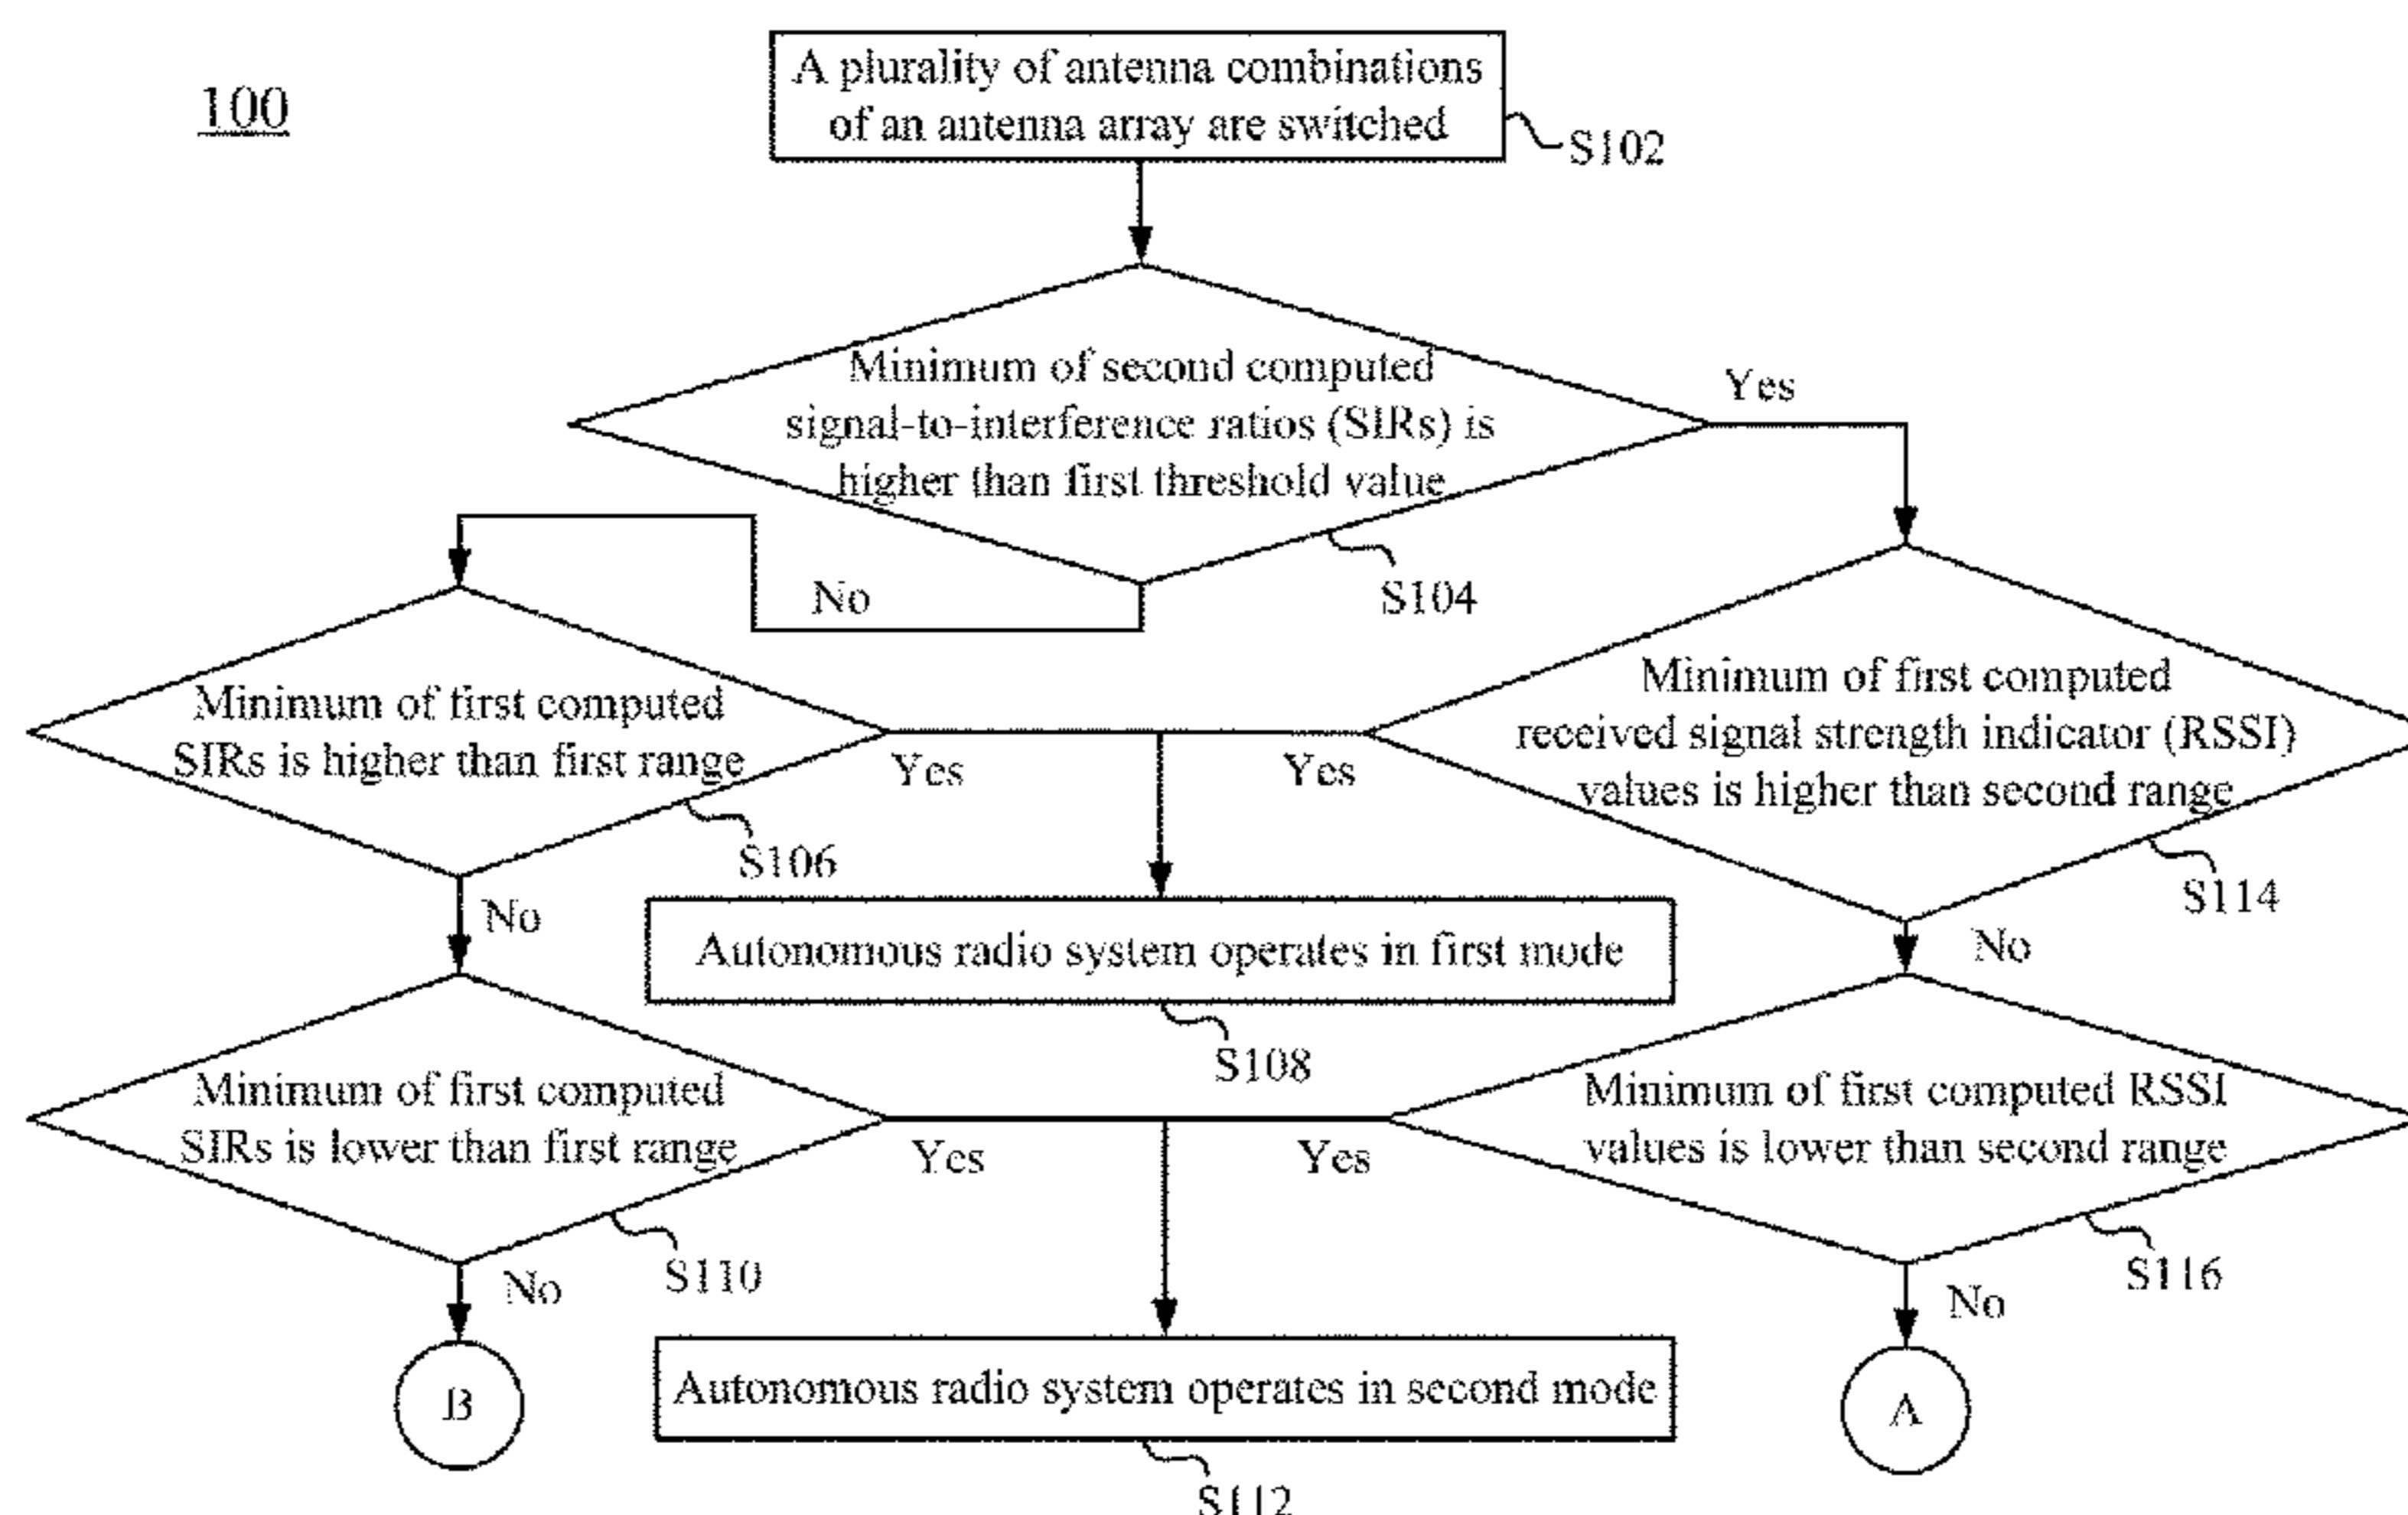 100
A plurality of antenna combinations
of an antenna array are switched
S102
Minimum of second computed
signal-to-interference ratios (SIRs) is
higher than first threshold value
Yes
No
S104
Minimum of first computed
SIRs is higher than first range
Yes
S106
No
Minimum of first computed
received signal strength indicator (RSSI)
values is higher than second range
Yes
S114
No
Autonomous radio system operates in first mode
S108
Minimum of first computed
SIRs is lower than first range
Yes
S110
No
B
Minimum of first computed RSSI
values is lower than second range
Yes
S116
No
A
Autonomous radio system operates in second mode
S112